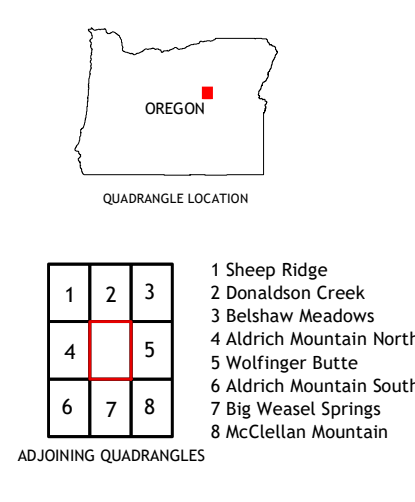 OREGON
QUADRANGLE LOCATION
1 2 3
4 5
6 7 8
1 Sheep Ridge
2 Donaldson Creek
3 Belshaw Meadows
4 Aldrich Mountain North
5 Wolfinger Butte
6 Aldrich Mountain South
7 Big Weasel Springs
8 McClellan Mountain
ADJOINING QUADRANGLES